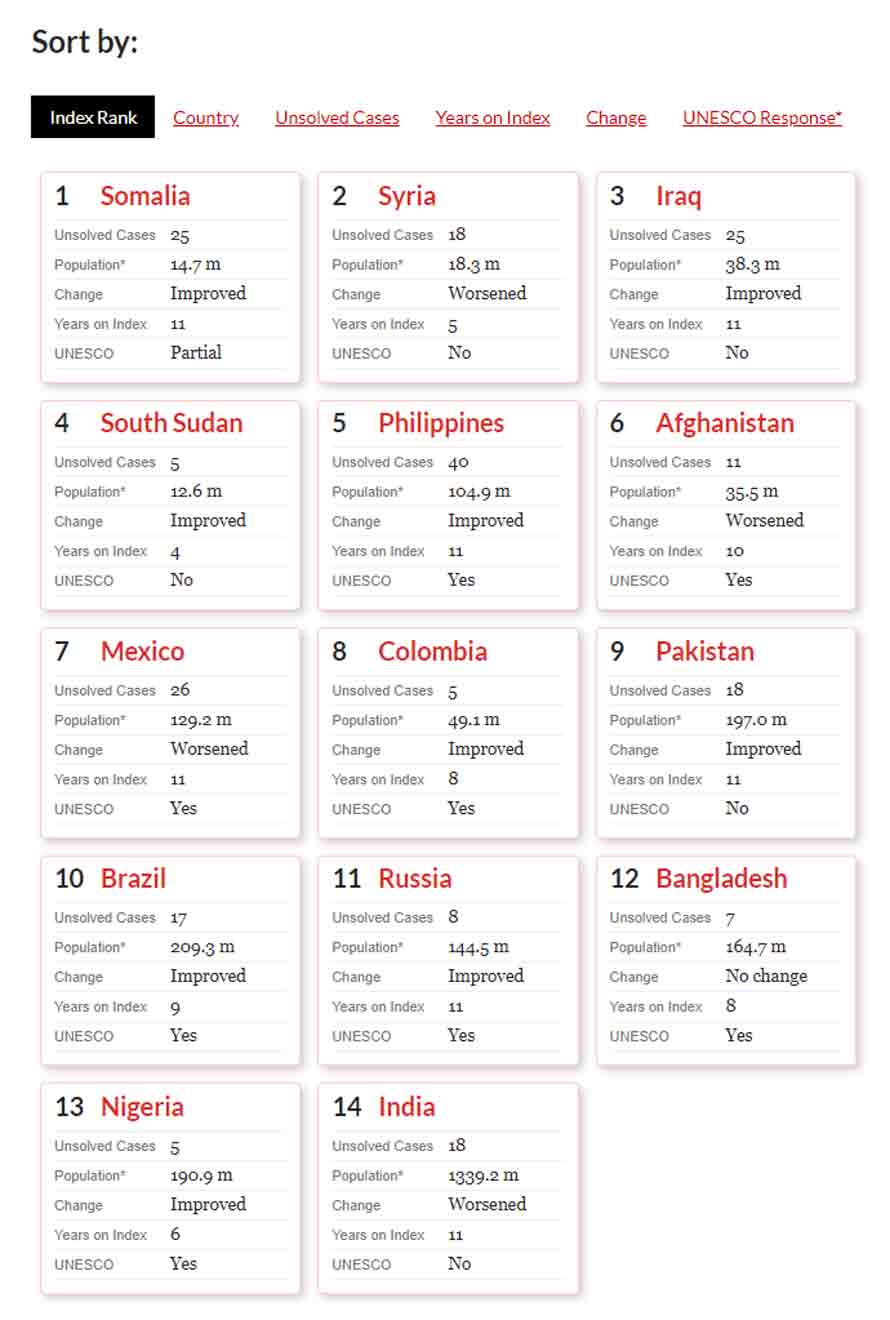 Sort by:
Index Rank Country Unsolved Cases Years on Index Change UNESCO Response*
1 Somalia
Unsolved Cases 25
Population* 14.7 m
Change Improved
Years on Index 11
UNESCO Partial
2 Syria
Unsolved Cases 18
Population* 18.3 m
Change Worsened
Years on Index 5
UNESCO No
3 Iraq
Unsolved Cases 25
Population* 38.3 m
Change Improved
Years on Index 11
UNESCO No
4 South Sudan
Unsolved Cases 5
Population* 12.6 m
Change Improved
Years on Index 4
UNESCO No
5 Philippines
Unsolved Cases 40
Population* 104.9 m
Change Improved
Years on Index 11
UNESCO Yes
6 Afghanistan
Unsolved Cases 11
Population* 35.5 m
Change Worsened
Years on Index 10
UNESCO Yes
7 Mexico
Unsolved Cases 26
Population* 129.2 m
Change Worsened
Years on Index 11
UNESCO Yes
8 Colombia
Unsolved Cases 5
Population* 49.1 m
Change Improved
Years on Index 8
UNESCO Yes
9 Pakistan
Unsolved Cases 18
Population* 197.0 m
Change Improved
Years on Index 11
UNESCO No
10 Brazil
Unsolved Cases 17
Population* 209.3 m
Change Improved
Years on Index 9
UNESCO Yes
11 Russia
Unsolved Cases 8
Population* 144.5 m
Change Improved
Years on Index 11
UNESCO Yes
12 Bangladesh
Unsolved Cases 7
Population* 164.7 m
Change No change
Years on Index 8
UNESCO Yes
13 Nigeria
Unsolved Cases 5
Population* 190.9 m
Change Improved
Years on Index 6
UNESCO Yes
14 India
Unsolved Cases 18
Population* 1339.2 m
Change Worsened
Years on Index 11
UNESCO No